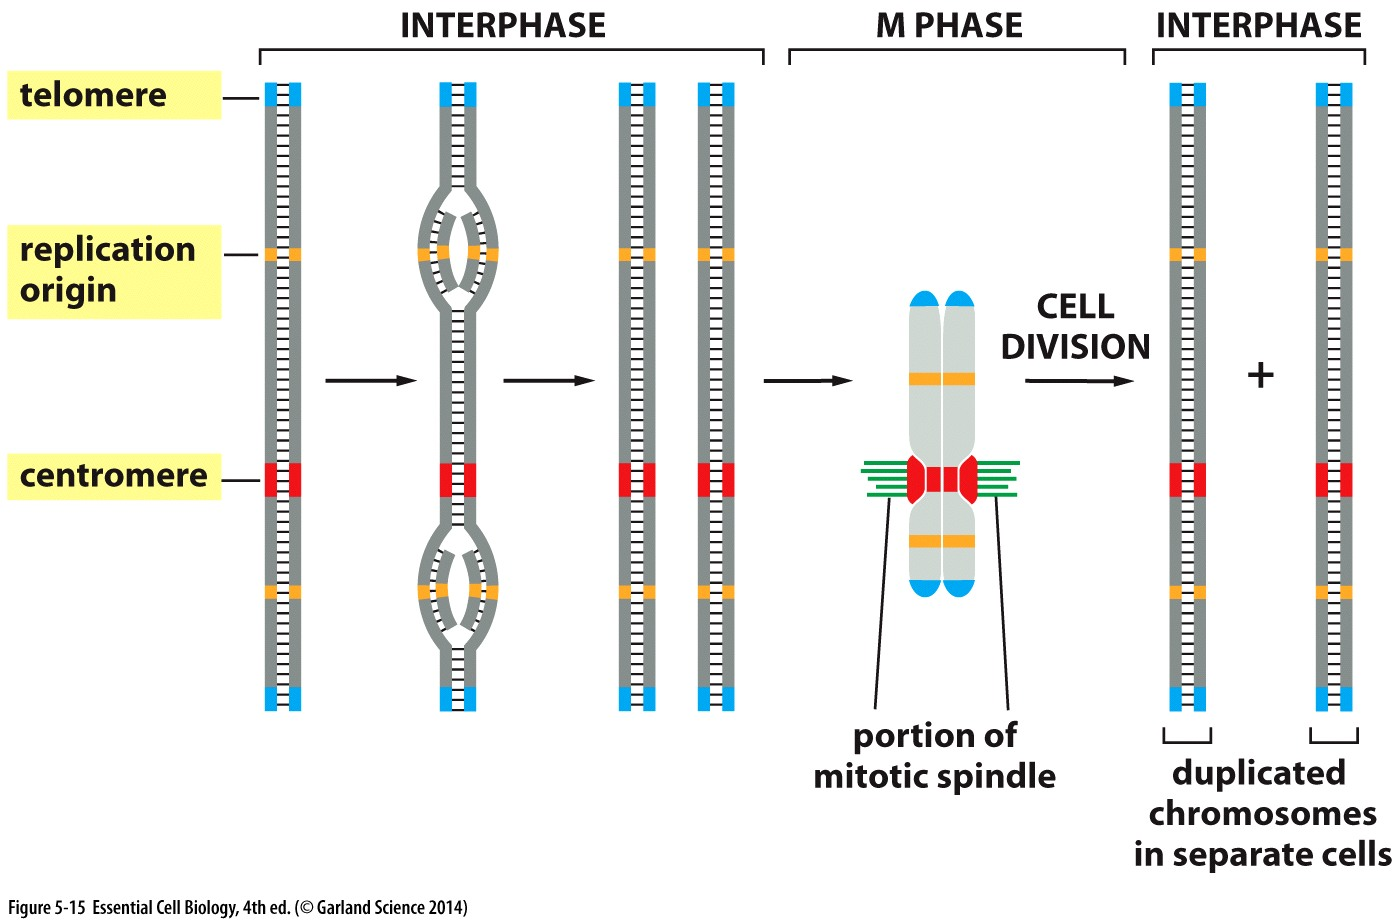 INTERPHASE
M PHASE
INTERPHASE
telomere
replication
origin
centromere
CELL
DIVISION
+
portion of
mitotic spindle
duplicated
chromosomes
in separate cells
Figure 5-15 Essential Cell Biology, 4th ed. (© Garland Science 2014)